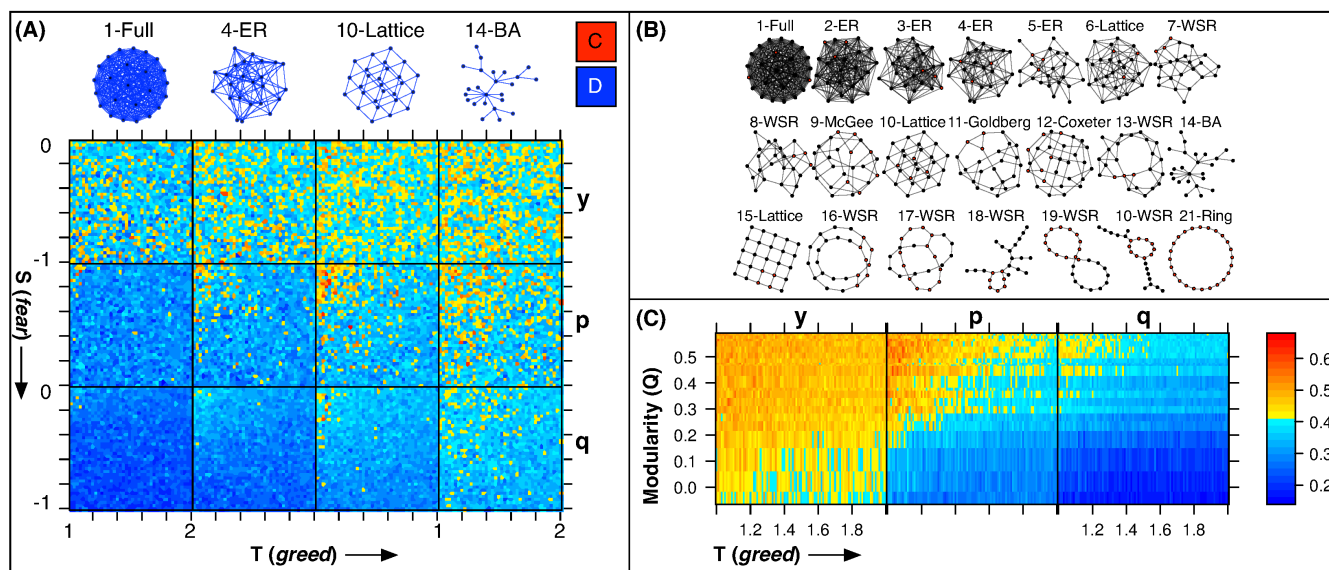 (A)
1-Full 4-ER 10-Lattice 14-BA
C
D
0
y
-1
S (fear)
p
0
q
-1
1 2 1 2
T (greed)
(B)
1-Full 2-ER 3-ER 4-ER 5-ER 6-Lattice 7-WSR
8-WSR 9-McGee 10-Lattice 11-Goldberg 12-Coxeter 13-WSR 14-BA
15-Lattice 16-WSR 17-WSR 18-WSR 19-WSR 10-WSR 21-Ring
(C)
y p q
Modularity (Q)
0.5
0.4
0.3
0.2
0.1
0.0
1.2 1.4 1.6 1.8 1.2 1.4 1.6 1.8
T (greed)
0.6
0.5
0.4
0.3
0.2